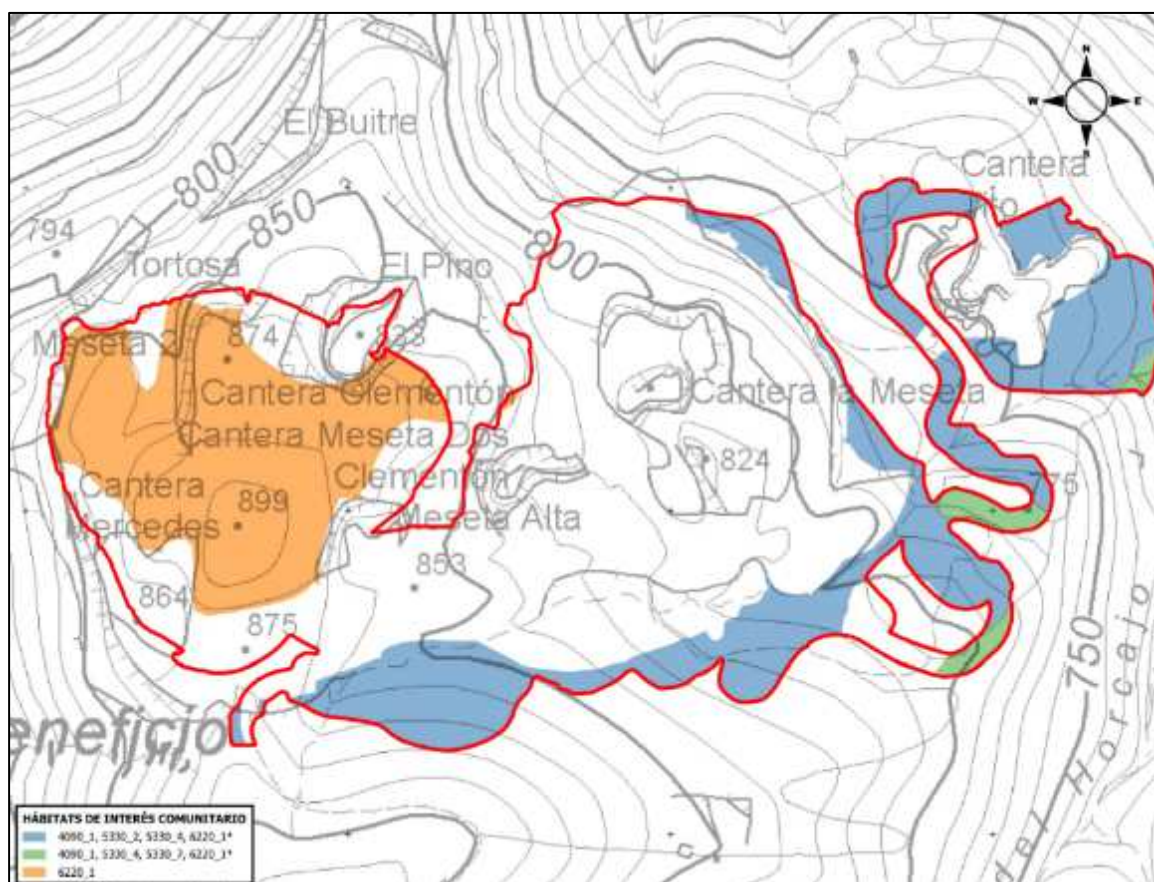 N
W E
S
El Buitre
Cantera
800
794
850
Tortosa
El Pino
800
Meseta
874
Cantera Clementón
Cantera la Meseta
Cantera Meseta Dos
Clementón
824
775
Cantera
899
Mercedes
Meseta Alta
853
864
875
750
del Horcajo
eneficio
HÁBITATS DE INTERÉS COMUNITARIO
4090_1, 5330_2, 5330_4, 6220_1*
4090_1, 5330_4, 5330_7, 6220_1*
6220_1